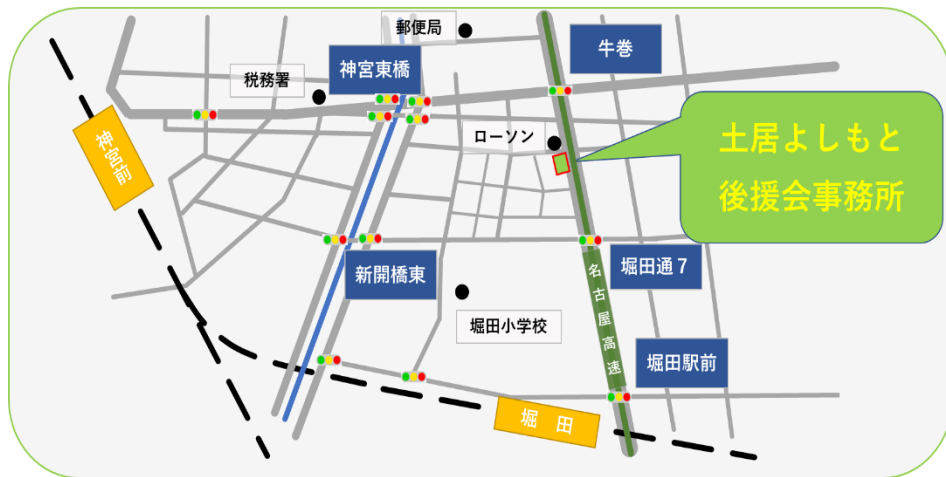 郵便局
牛巻
神宮東橋
税務署
神宮前
ローソン
土居よしもと
後援会事務所
新開橋東
堀田通７
名古屋高速
堀田小学校
堀田駅前
堀　田